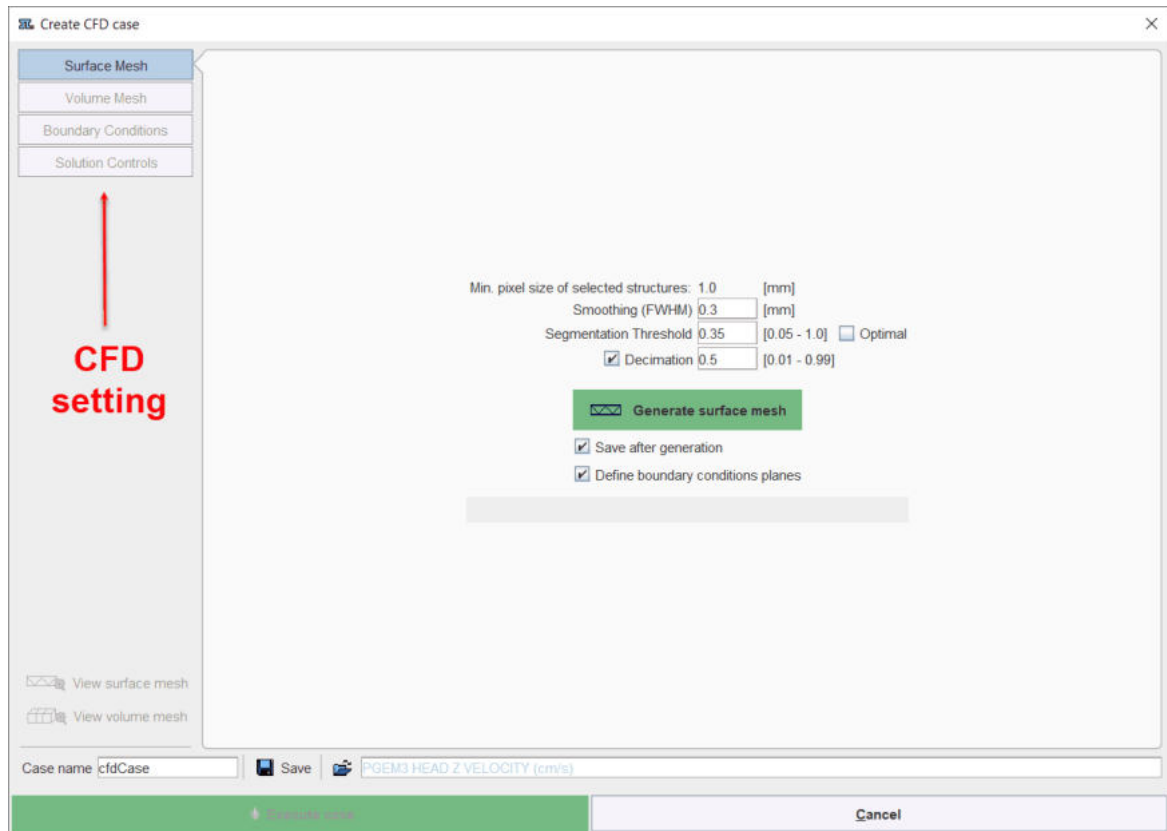 Create CFD case
Surface Mesh
Volume Mesh
Boundary Conditions
Solution Controls
CFD
setting
Min. pixel size of selected structures: 1.0 [mm]
Smoothing (FWHM) 0.3 [mm]
Segmentation Threshold 0.35 [0.05 - 1.0] Optimal
Decimation 0.5 [0.01 - 0.99]
Generate surface mesh
Save after generation
Define boundary conditions planes
View surface mesh
View volume mesh
Case name cfdCase Save PGEM3 HEAD Z VELOCITY (cm/s)
Execute case Cancel